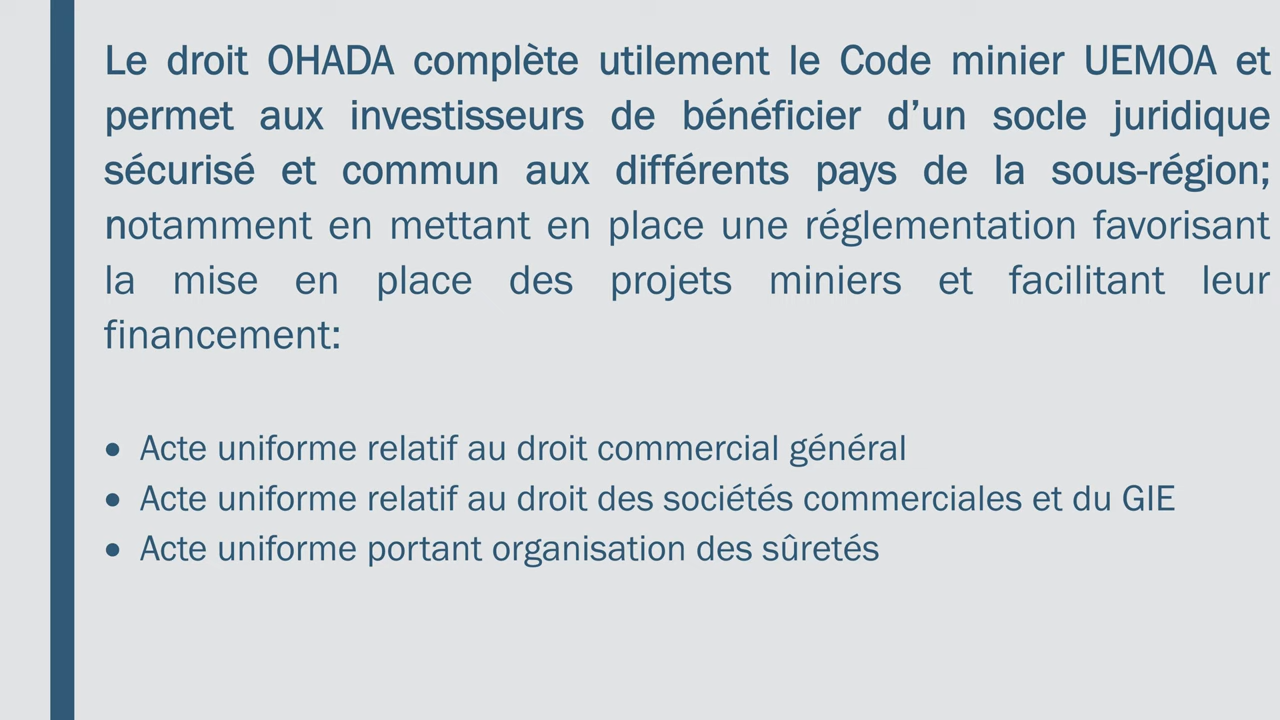 Le droit OHADA complète utilement le Code minier UEMOA et
permet aux investisseurs de bénéficier d’un socle juridique
sécurisé et commun aux différents pays de la sous-région;
notamment en mettant en place une réglementation favorisant
la mise en place des projets miniers et facilitant leur
financement:
• Acte uniforme relatif au droit commercial général
• Acte uniforme relatif au droit des sociétés commerciales et du GIE
• Acte uniforme portant organisation des sûretés